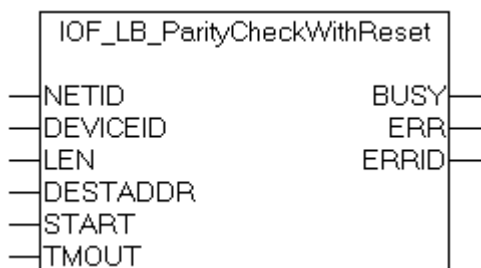 IOF_LB_ParityCheckWithReset
NETID BUSY
DEVICEID ERR
LEN ERRID
DESTADDR
START
TMOUT